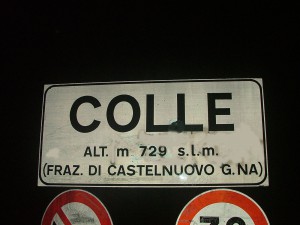 COLLE
ALT. m 729 s.l.m.
(FRAZ. DI CASTELNUOVO G.NA)